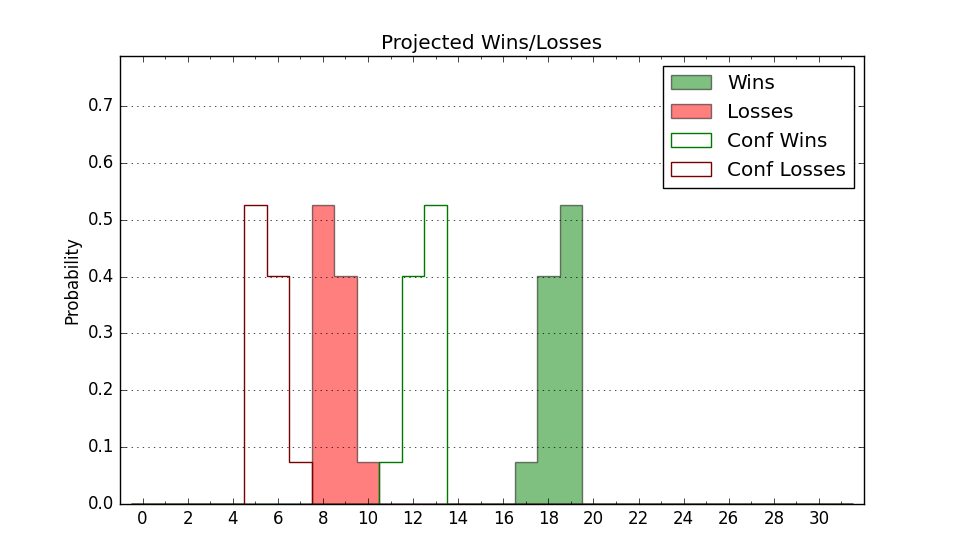 Projected Wins/Losses
Wins
Losses
Conf Wins
Conf Losses
Probability
0.7
0.6
0.5
0.4
0.3
0.2
0.1
0.0
0 2 4 6 8 10 12 14 16 18 20 22 24 26 28 30